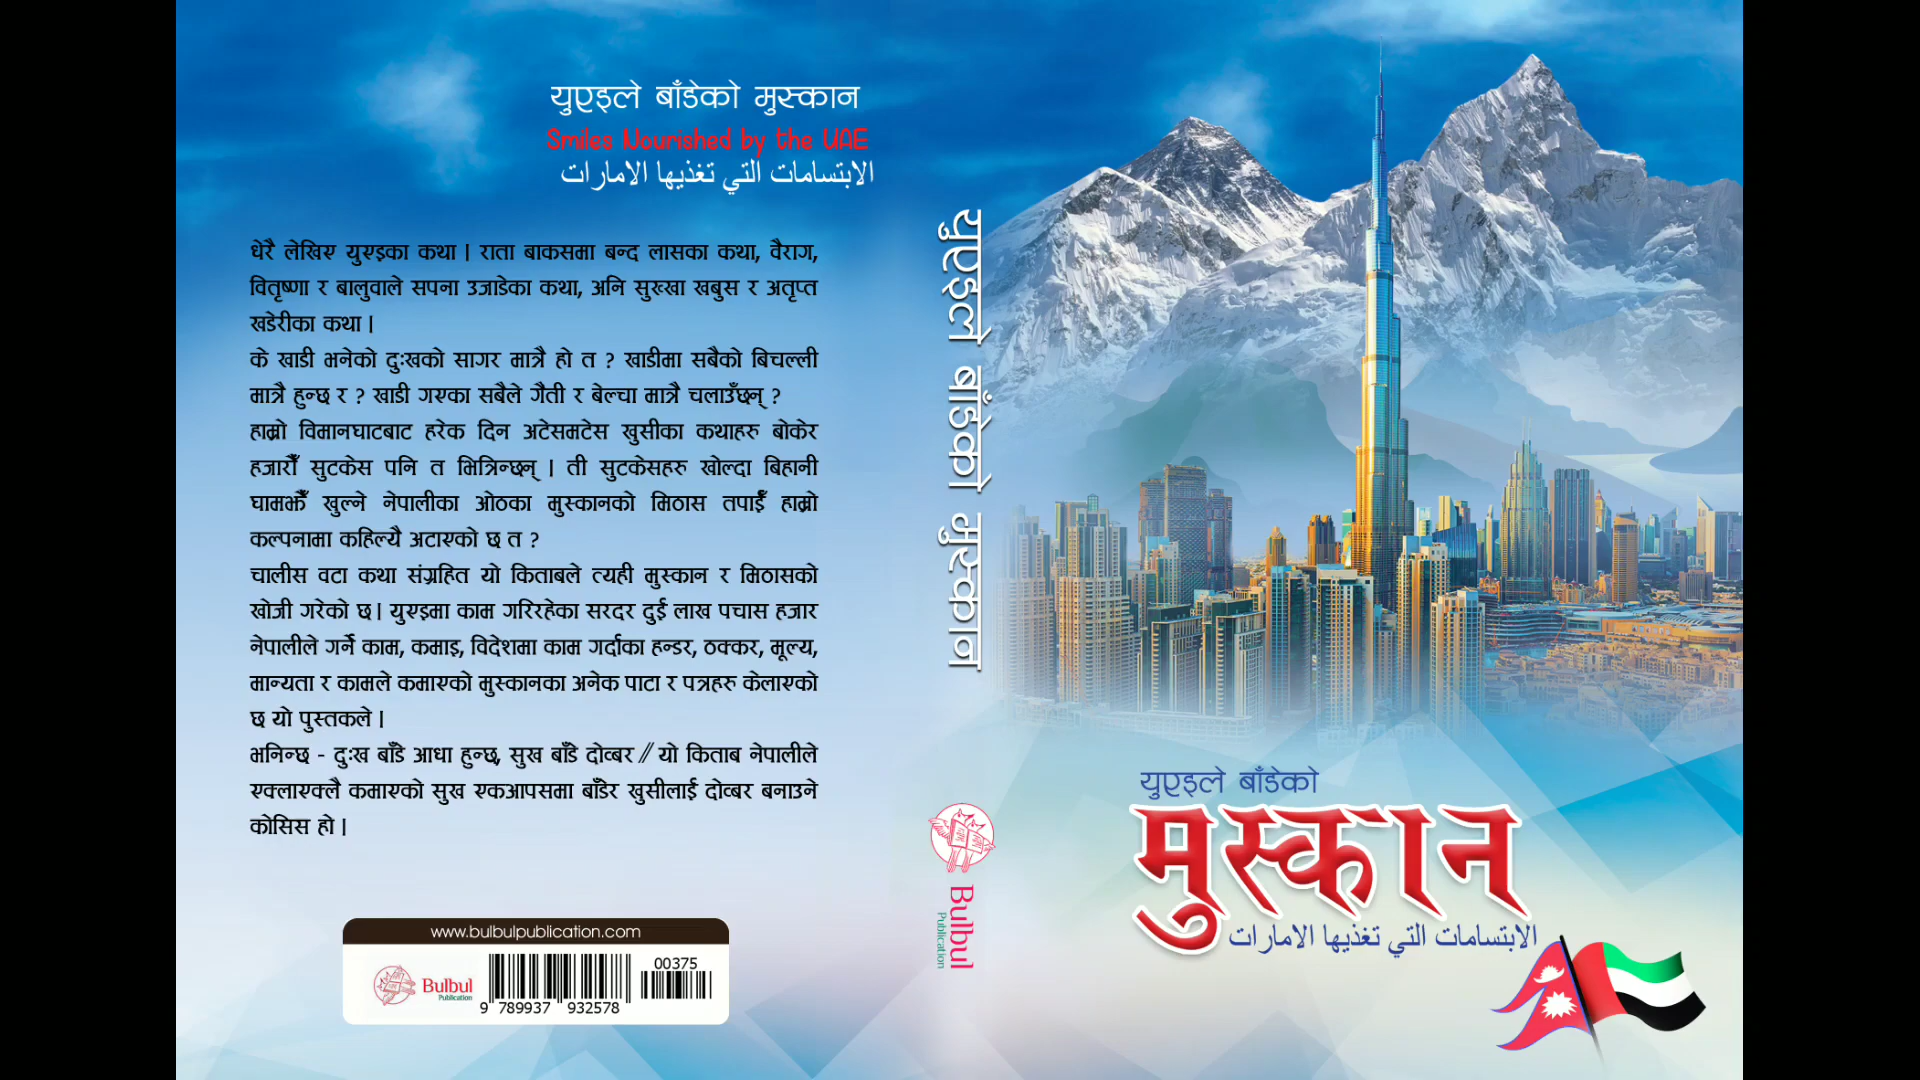 युएइले बाँडेको मुस्कान
Smiles Nourished by the UAE
الابتسامات التي تغذيها الامارات
धेरै लेखिए युएइका कथा । राता बाकसमा बन्द लासका कथा, वैराग,
वितृष्णा र बालुवाले सपना उजाडेका कथा, अनि सुख्खा खबुस र अतृप्त
खडेरीका कथा ।
के खाडी भनेको दुःखको सागर मात्रै हो त ? खाडीमा सबैको बिचल्ली
मात्रै हुन्छ र ? खाडी गएका सबैले गैती र बेल्चा मात्रै चलाउँछन् ?
हाम्रो विमानघाटबाट हरेक दिन अटेसमटेस खुसीका कथाहरु बोकेर
हजारौँ सुटकेस पनि त भित्रिन्छन् । ती सुटकेसहरु खोल्दा बिहानी
घामझैँ खुल्ने नेपालीका ओठका मुस्कानको मिठास तपाईँ हाम्रो
कल्पनामा कहिल्यै अटाएको छ त ?
चालीस वटा कथा संग्रहित यो किताबले त्यही मुस्कान र मिठासको
खोजी गरेको छ । युएइमा काम गरिरहेका सरदर दुई लाख पचास हजार
नेपालीले गर्ने काम, कमाइ, विदेशमा काम गर्दाका हन्डर, ठक्कर, मूल्य,
मान्यता र कामले कमाएको मुस्कानका अनेक पाटा र पत्रहरु केलाएको
छ यो पुस्तकले ।
भनिन्छ - दुःख बाँडे आधा हुन्छ, सुख बाँडे दोब्बर // यो किताब नेपालीले
एक्लाएक्लै कमाएको सुख एकआपसमा बाँडेर खुसीलाई दोब्बर बनाउने
कोसिस हो ।
www.bulbulpublication.com
Bulbul
Publication
00375
9 789937 932578
युएइले बाँडेको मुस्कान
Bulbul
Publication
युएइले बाँडेको
मुस्कान
الابتسامات التي تغذيها الامارات